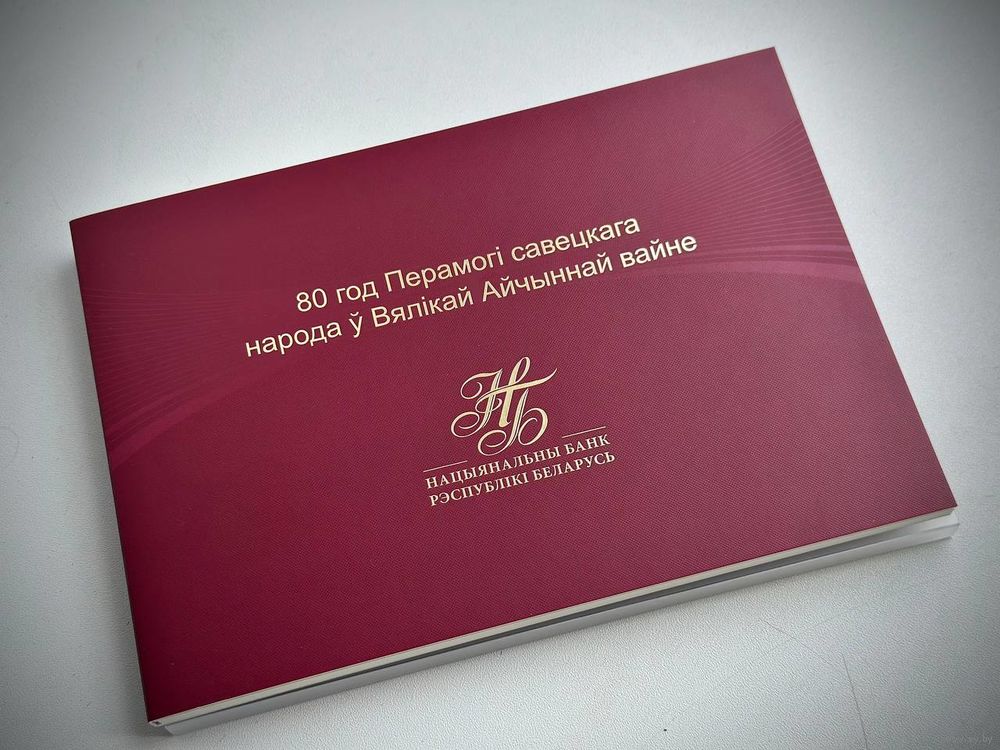 80 год Перамогі савецкага
народа ў Вялікай Айчыннай вайне
НБ
НАЦЫЯНАЛЬНЫ БАНК
РЭСПУБЛІКІ БЕЛАРУСЬ